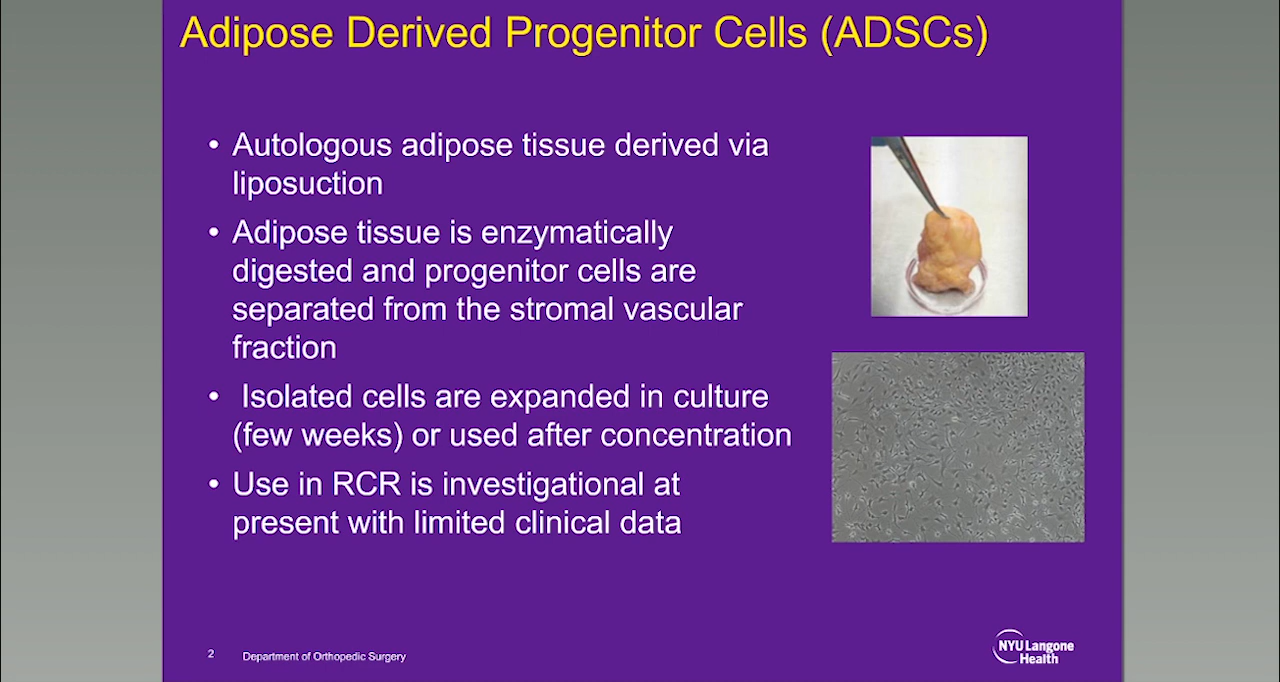 Adipose Derived Progenitor Cells (ADSCs)
• Autologous adipose tissue derived via
liposuction
• Adipose tissue is enzymatically
digested and progenitor cells are
separated from the stromal vascular
fraction
• Isolated cells are expanded in culture
(few weeks) or used after concentration
• Use in RCR is investigational at
present with limited clinical data
2 Department of Orthopedic Surgery
NYU Langone
Health